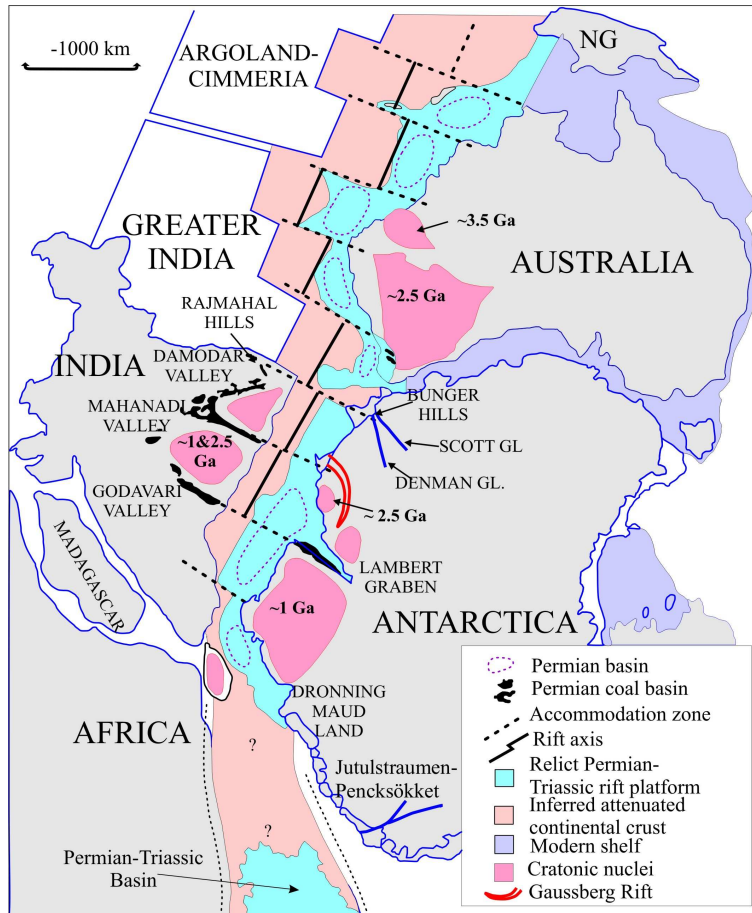 -1000 km
ARGOLAND-
CIMMERIA
NG
GREATER
INDIA
~3.5 Ga
AUSTRALIA
~2.5 Ga
RAJMAHAL
HILLS
INDIA
DAMODAR
VALLEY
MAHANADI
VALLEY
~1&2.5
Ga
GODAVARI
VALLEY
BUNGER
HILLS
SCOTT GL
DENMAN GL.
~ 2.5 Ga
MADAGASCAR
LAMBERT
GRABEN
~1 Ga
ANTARCTICA
DRONNING
MAUD
LAND
AFRICA
?
Jutulstraumen-
Pencksökket
?
Permian-Triassic
Basin
Permian basin
Permian coal basin
Accommodation zone
Rift axis
Relict Permian-
Triassic rift platform
Inferred attenuated
continental crust
Modern shelf
Cratonic nuclei
Gaussberg Rift